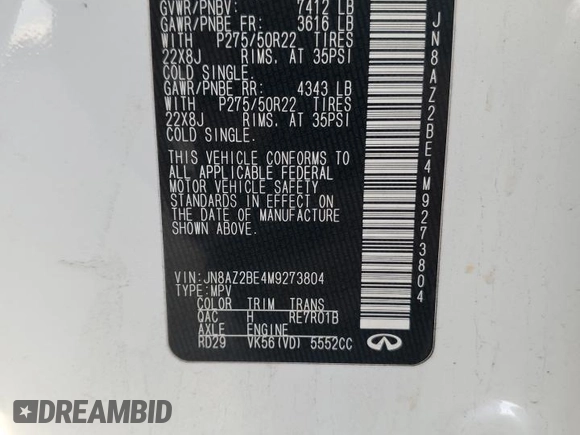 GVWR/PNBV: 7412 LB
GAWR/PNBE FR: 3616 LB
WITH P275/50R22 TIRES
22X8J RIMS, AT 35PSI
COLD SINGLE.
GAWR/PNBE RR: 4343 LB
WITH P275/50R22 TIRES
22X8J RIMS, AT 35PSI
COLD SINGLE.
THIS VEHICLE CONFORMS TO
ALL APPLICABLE FEDERAL
MOTOR VEHICLE SAFETY
STANDARDS IN EFFECT ON
THE DATE OF MANUFACTURE
SHOWN ABOVE.
VIN:JN8AZ2BE4M9273804
TYPE:MPV
COLOR TRIM TRANS
QAC H RE7R01B
AXLE ENGINE
RD29 VK56(VD) 5552CC
JN8AZ2BE4M9273804
DREAMBID